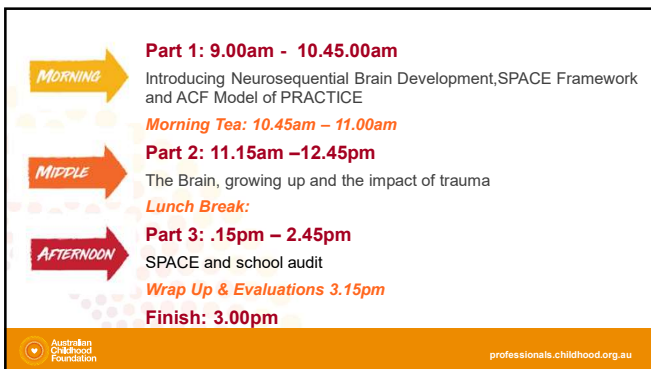 Part 1: 9.00am - 10.45.00am
MORNING
Introducing Neurosequential Brain Development,SPACE Framework
and ACF Model of PRACTICE
Morning Tea: 10.45am – 11.00am
Part 2: 11.15am –12.45pm
MIDDLE
The Brain, growing up and the impact of trauma
Lunch Break:
Part 3: .15pm – 2.45pm
AFTERNOON
SPACE and school audit
Wrap Up & Evaluations 3.15pm
Finish: 3.00pm
Australian
Childhood
Foundation
professionals.childhood.org.au